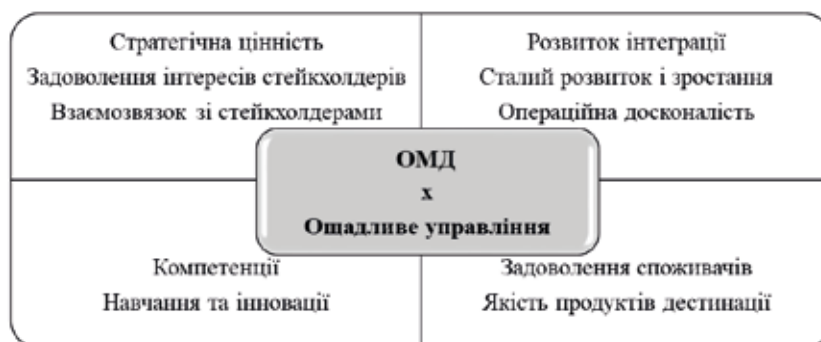 Стратегічна цінність
Задоволення інтересів стейкхолдерів
Взаємозвязок зі стейкхолдерами
Розвиток інтеграції
Сталий розвиток і зростання
Операційна досконалість
ОМД
х
Ощадливе управління
Компетенції
Навчання та інновації
Задоволення споживачів
Якість продуктів дестинації